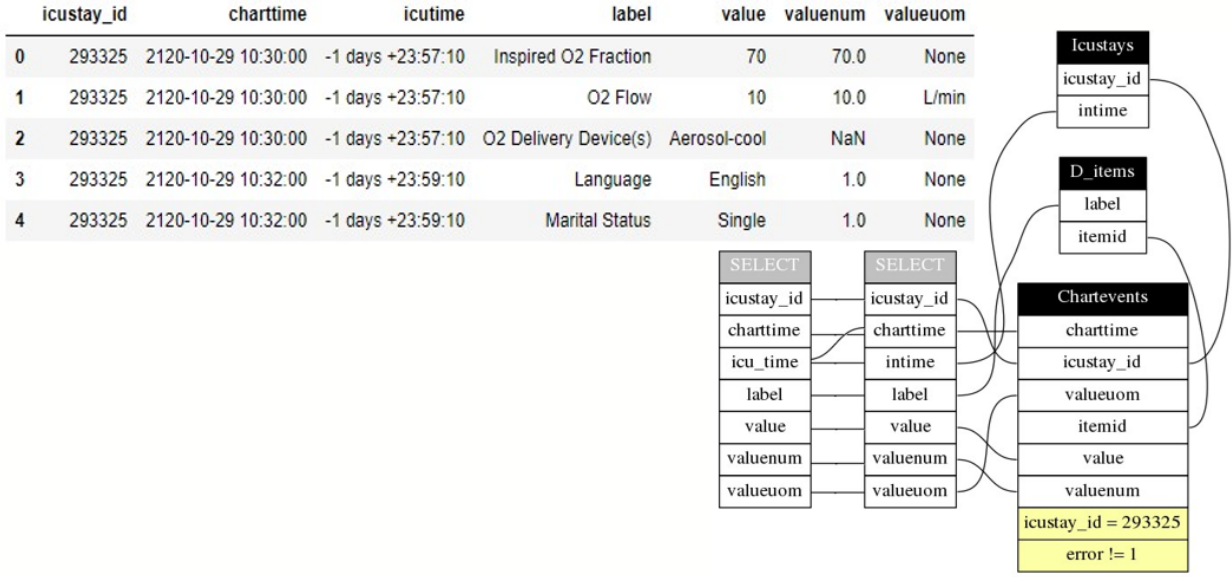 icustay_id charttime icutime label value valuenum valueuom
0 293325 2120-10-29 10:30:00 -1 days +23:57:10 Inspired O2 Fraction 70 70.0 None
1 293325 2120-10-29 10:30:00 -1 days +23:57:10 O2 Flow 10 10.0 L/min
2 293325 2120-10-29 10:30:00 -1 days +23:57:10 O2 Delivery Device(s) Aerosol-cool NaN None
3 293325 2120-10-29 10:32:00 -1 days +23:59:10 Language English 1.0 None
4 293325 2120-10-29 10:32:00 -1 days +23:59:10 Marital Status Single 1.0 None
SELECT
icustay_id
charttime
icu_time
label
value
valuenum
valueuom
SELECT
icustay_id
charttime
intime
label
value
valuenum
valueuom
Icustays
icustay_id
intime
D_items
label
itemid
Chartevents
charttime
icustay_id
valueuom
itemid
value
valuenum
icustay_id = 293325
error != 1